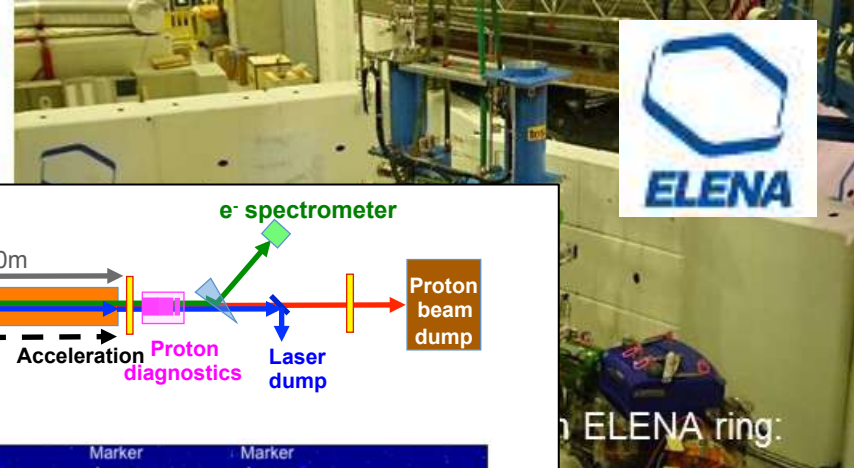 ELENA
e- spectrometer
0m
Proton
beam
dump
Acceleration
Proton
diagnostics
Laser
dump
ELENA ring:
Marker Marker